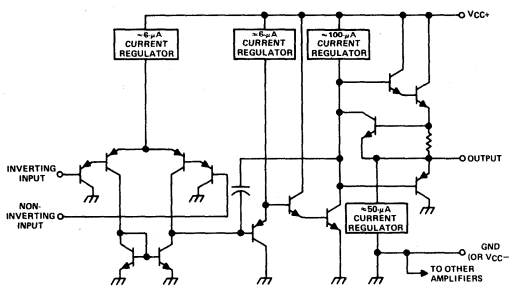 VCC+
≈6-μA
CURRENT
REGULATOR
≈6-μA
CURRENT
REGULATOR
≈100-μA
CURRENT
REGULATOR
INVERTING
INPUT
NON-
INVERTING
INPUT
OUTPUT
≈50-μA
CURRENT
REGULATOR
GND
(OR VCC−
TO OTHER
AMPLIFIERS